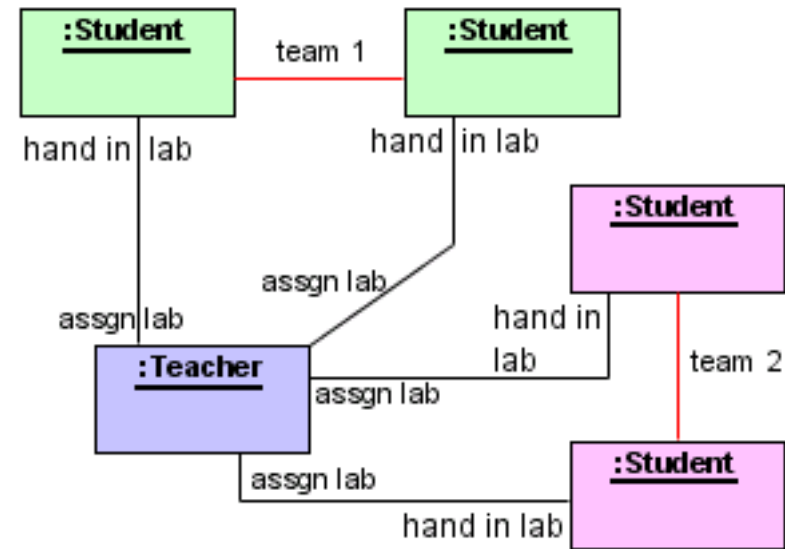 :Student
team 1
:Student
hand in lab
hand in lab
:Student
assgn lab
assgn lab
hand in
lab
team 2
:Teacher
assgn lab
:Student
assgn lab
hand in lab